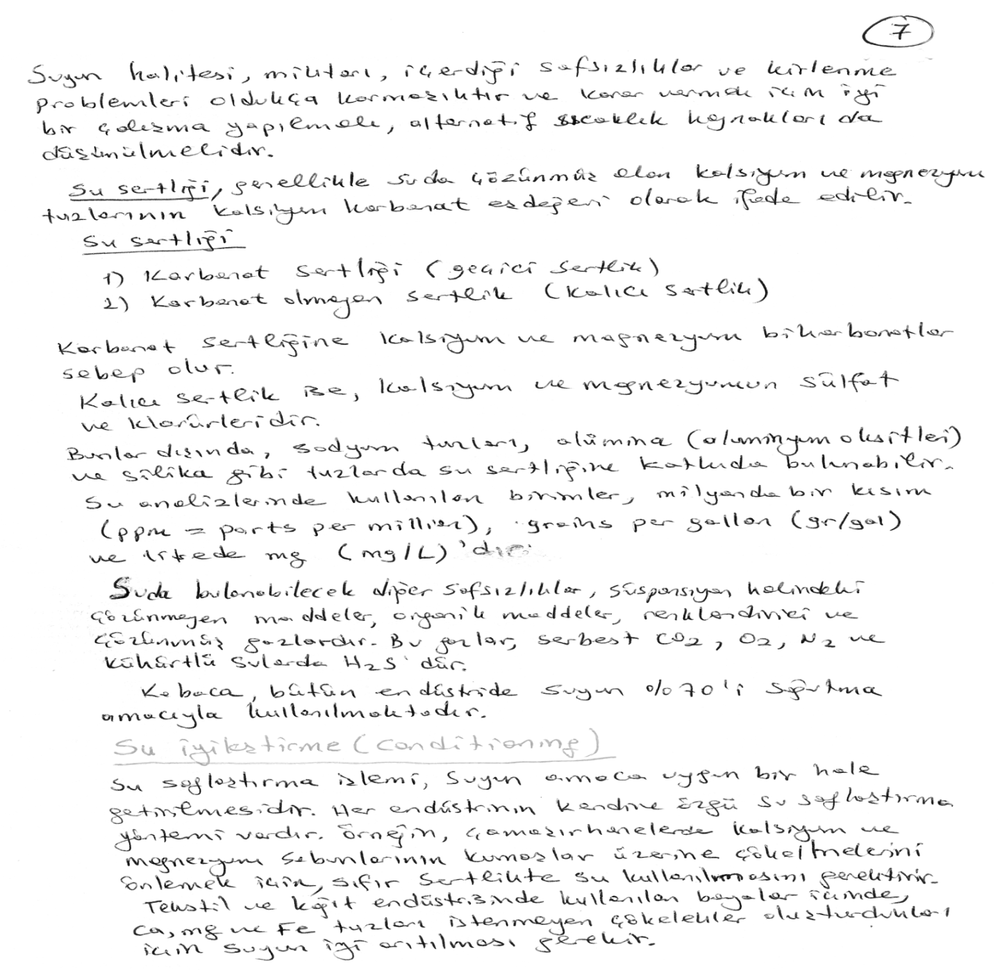 7
Suyun kalitesi, miktarı, içerdiği safsızlıklar ve kirlenme
problemleri oldukça karmaşıktır ve karar vermek için iyi
bir çalışma yapılmalı, alternatif sıcaklık kaynakları da
düşünülmelidir.
Su sertliği, genellikle suda çözünmüş olan kalsiyum ve magnezyum
tuzlarının kalsiyum karbonat eşdeğeri olarak ifade edilir.
Su sertliği
1) Karbonat sertliği (geçici sertlik)
2) Karbonat olmayan sertlik (Kalıcı sertlik)
Karbonat sertliğine kalsiyum ve magnezyum bikarbonatlar
sebep olur.
Kalıcı sertlik ise, kalsiyum ve magnezyumun sülfat
ve klorürleridir.
Bunlar dışında, sodyum tuzları, alümina (aluminyum oksitleri)
ve silika gibi tuzlarda su sertliğine katkıda bulunabilir.
Su analizlerinde kullanılan birimler, milyonda bir kısım
(ppm = parts per million), grains per gallon (gr/gal)
ve litrede mg (mg/L)'dir.
Suda bulanabilecek diğer safsızlıklar, süspansiyon halindeki
çözünmeyen maddeler, organik maddeler, renklendirici ve
çözünmüş gazlardır. Bu gazlar, serbest CO2, O2, N2 ve
kükürtlü sularda H2S'dür.
Kabaca, bütün endüstride suyun %70'i soğutma
amacıyla kullanılmaktadır.
Su iyileştirme (conditioning)
Su saflaştırma işlemi, suyun amaca uygun bir hale
getirilmesidir. Her endüstrinin kendine özgü su saflaştırma
yöntemi vardır. Örneğin, çamaşırhanelerde kalsiyum ve
magnezyum sabunlarının kumaşlar üzerine çökelmelerini
önlemek için, sıfır sertlikte su kullanılmasını gerektirir.
Tekstil ve kağıt endüstrisinde kullanılan boyalar içinde,
Ca, mg ve Fe tuzları istenmeyen çökelekler oluşturdukları
için suyun iyi arıtılması gerekir.